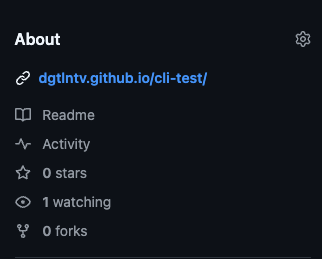 About
dgtlntv.github.io/cli-test/
Readme
Activity
0 stars
1 watching
0 forks